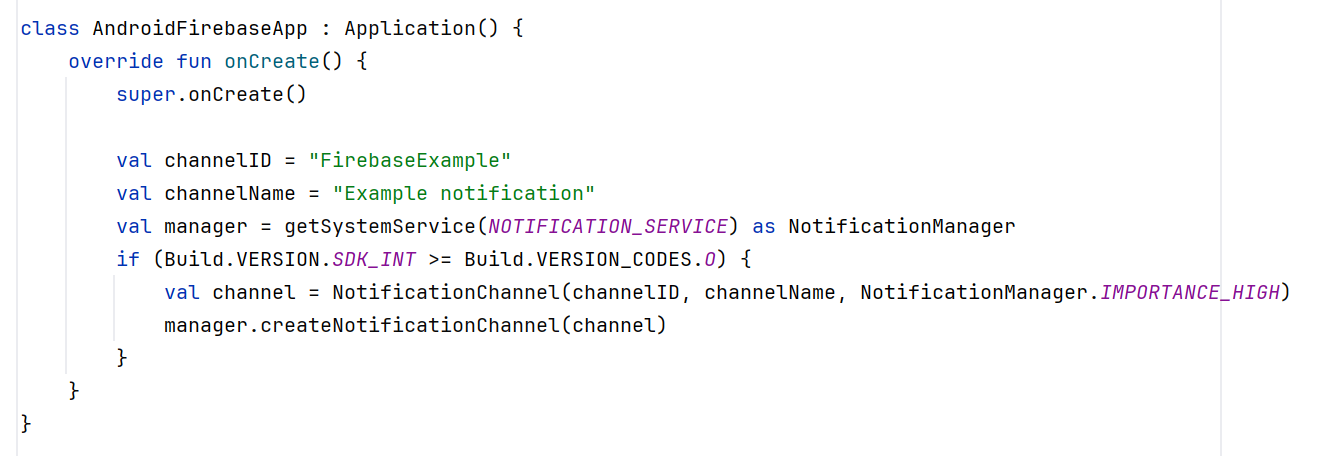 class AndroidFirebaseApp : Application() {
    override fun onCreate() {
        super.onCreate()

        val channelID = "FirebaseExample"
        val channelName = "Example notification"
        val manager = getSystemService(NOTIFICATION_SERVICE) as NotificationManager
        if (Build.VERSION.SDK_INT >= Build.VERSION_CODES.O) {
            val channel = NotificationChannel(channelID, channelName, NotificationManager.IMPORTANCE_HIGH)
            manager.createNotificationChannel(channel)
        }
    }
}